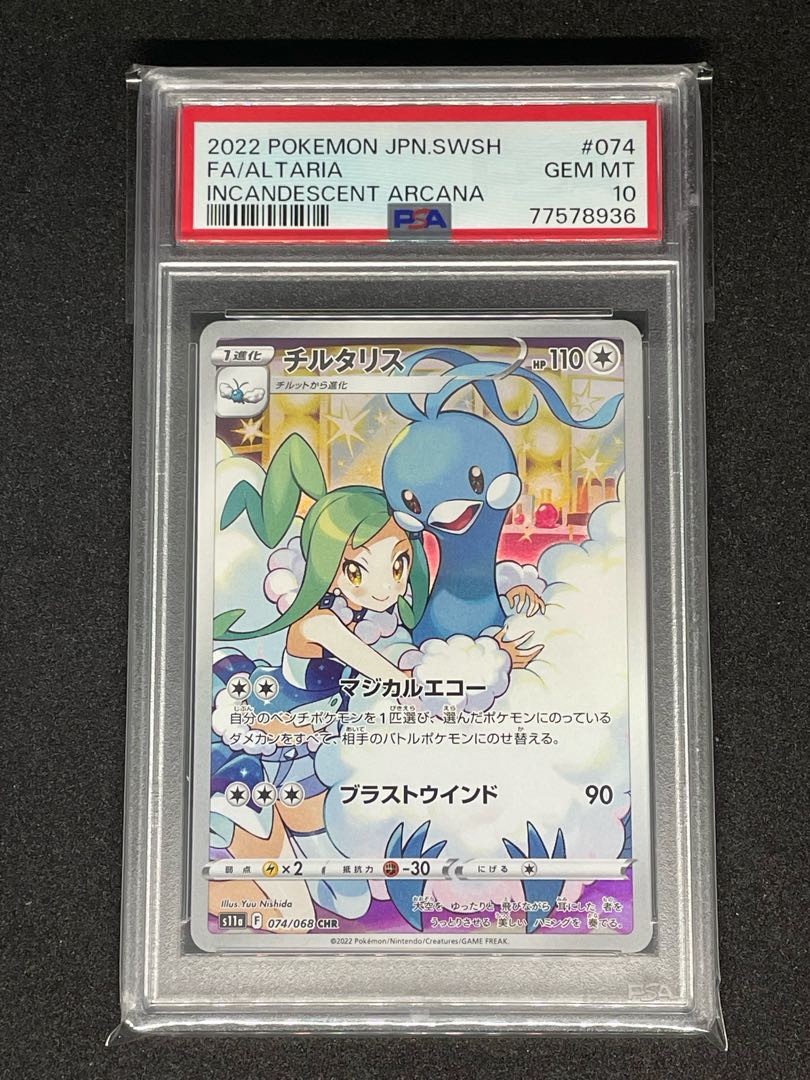 2022 POKEMON JPN.SWSH #074
FA/ALTARIA GEM MT
INCANDESCENT ARCANA 10
PSA 77578936
1進化 チルタリス HP 110
チルットから進化
マジカルエコー
自分のベンチポケモンを1匹選び、選んだポケモンにのっている
ダメカンをすべて、相手のバトルポケモンにのせ替える。
ブラストウインド 90
弱点 ×2 抵抗力 -30 にげる
Illus. Yuu Nishida
大空を ゆったりと 飛びながら 耳にした 者を
うっとりさせる 美しい ハミングを 奏でる。
s11a F 074/068 CHR
©2022 Pokémon/Nintendo/Creatures/GAME FREAK.
PSA